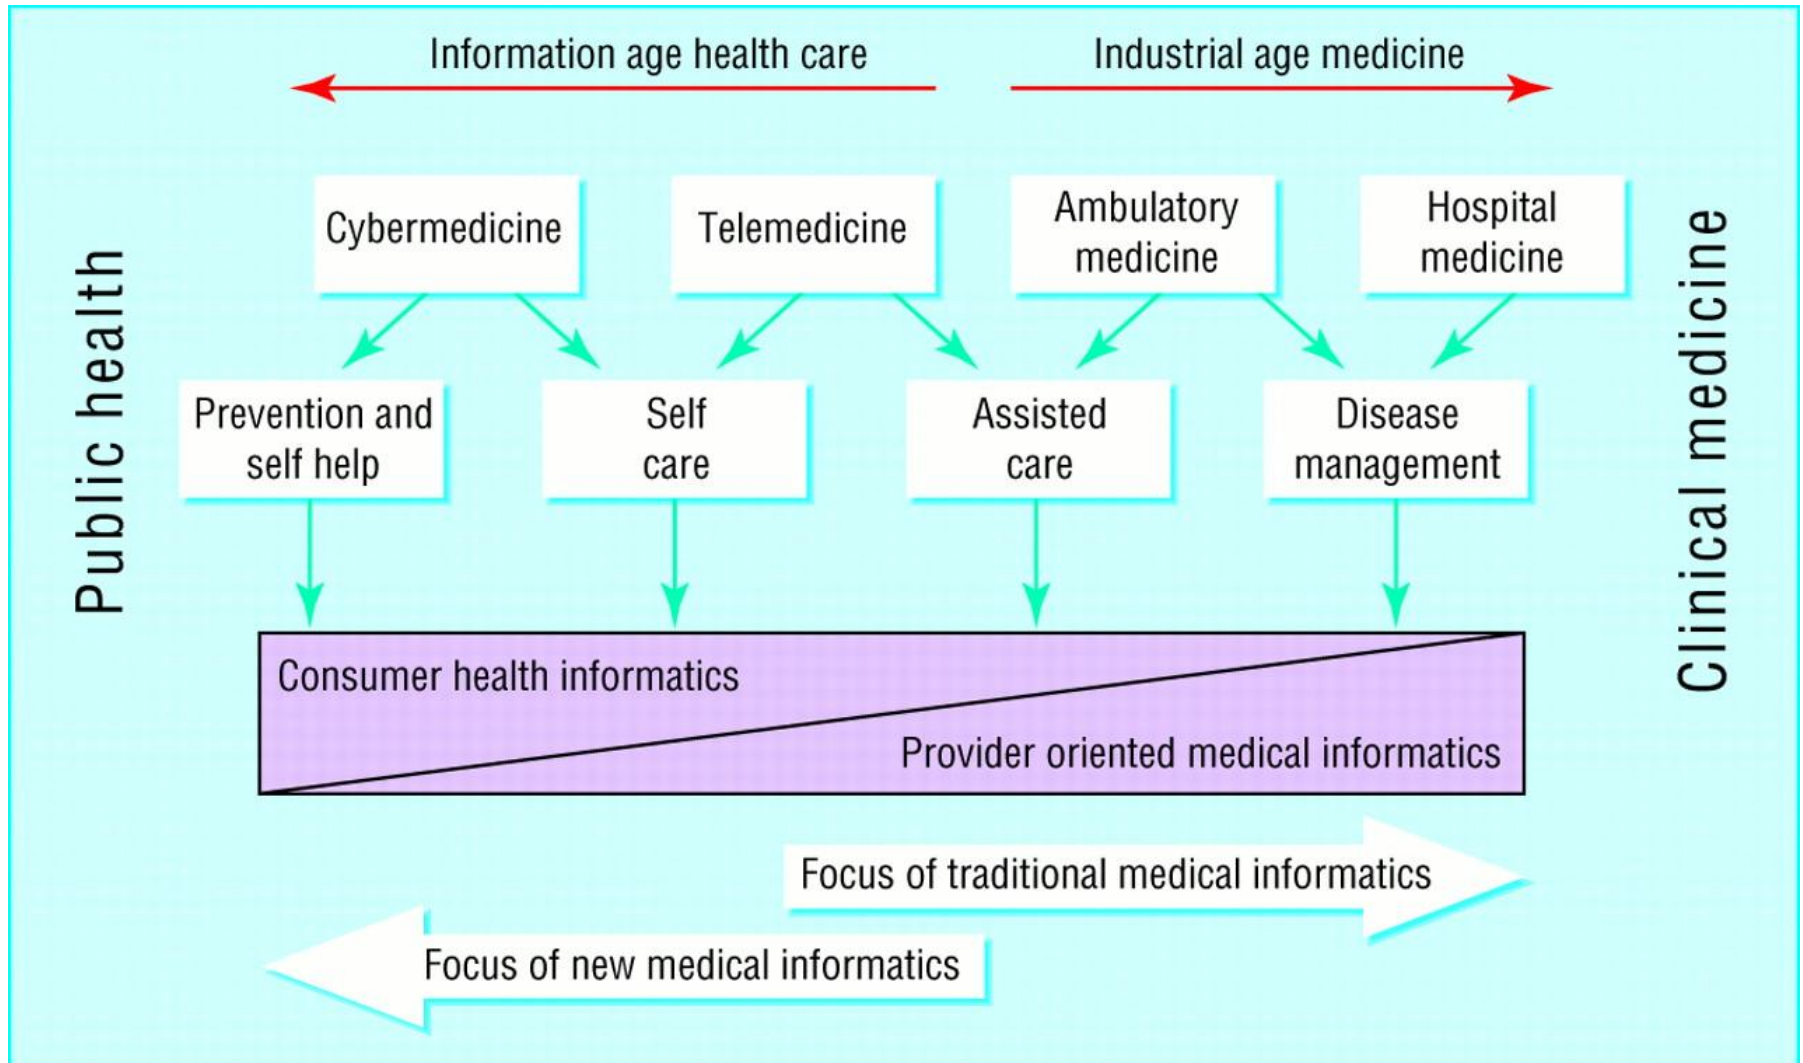 Information age health care
Industrial age medicine
Public health
Clinical medicine
Cybermedicine
Telemedicine
Ambulatory
medicine
Hospital
medicine
Prevention and
self help
Self
care
Assisted
care
Disease
management
Consumer health informatics
Provider oriented medical informatics
Focus of traditional medical informatics
Focus of new medical informatics